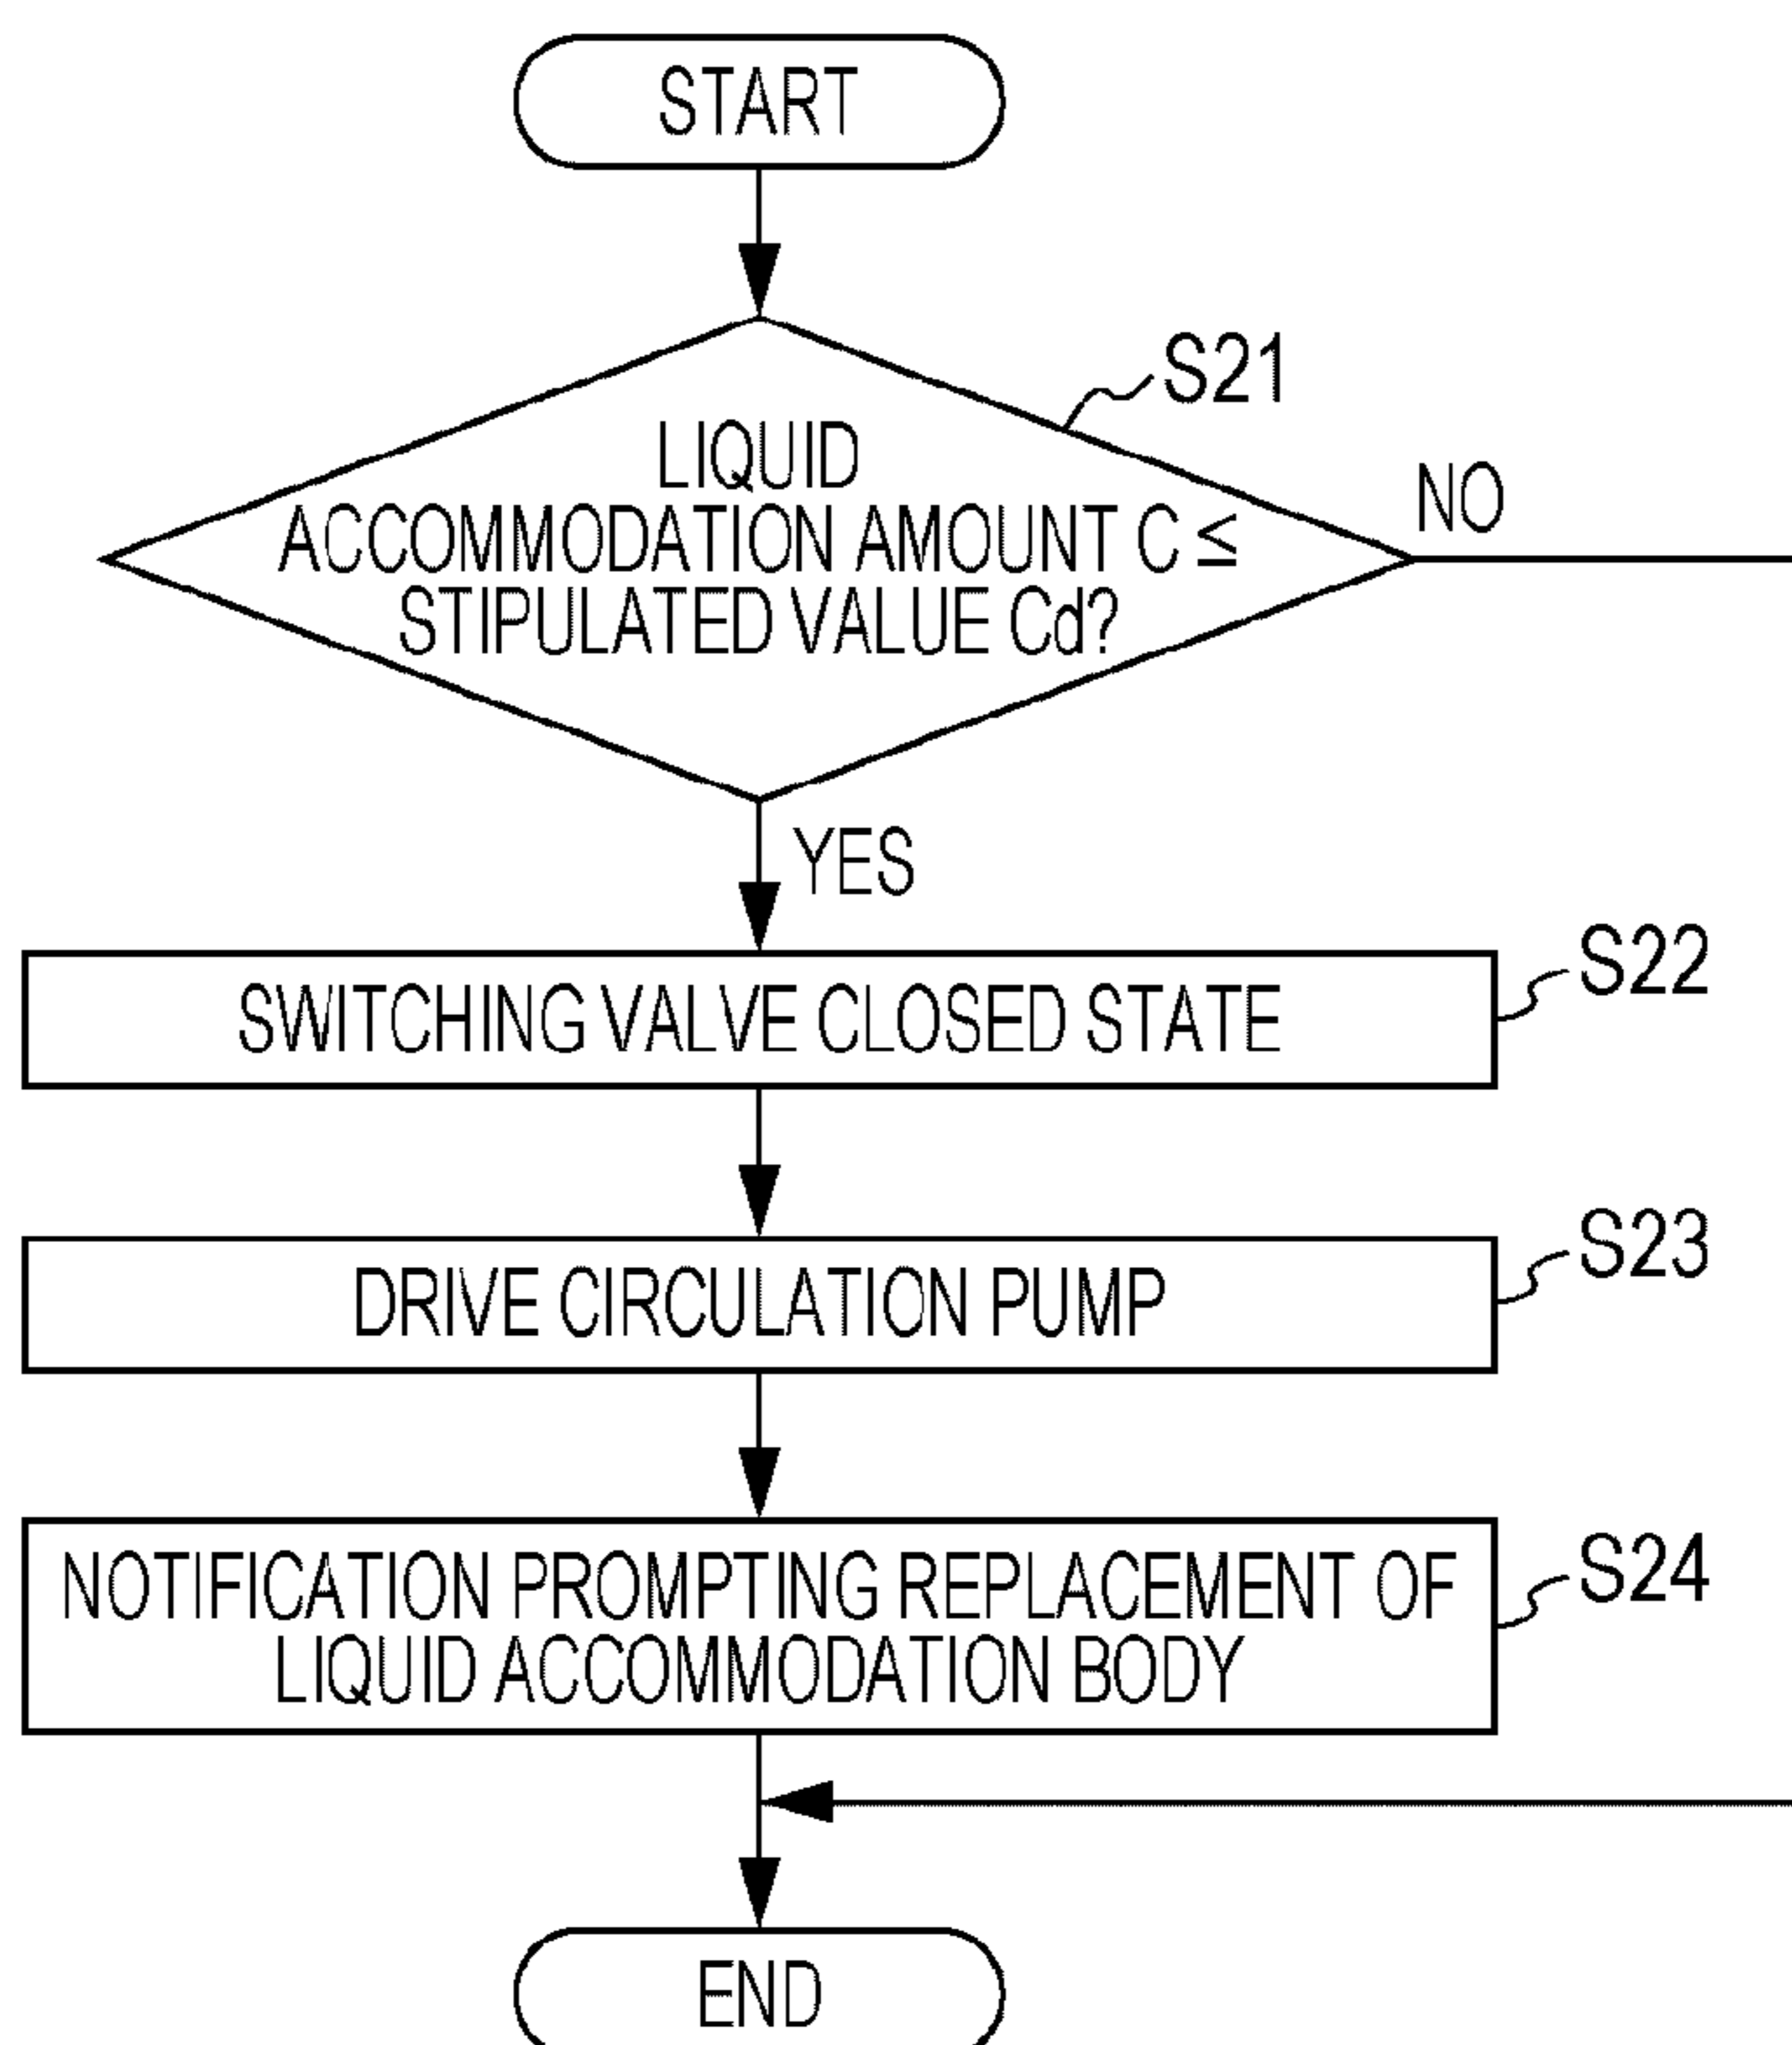 START
S21
LIQUID
ACCOMMODATION AMOUNT C ≤
STIPULATED VALUE Cd?
NO
YES
S22
SWITCHING VALVE CLOSED STATE
S23
DRIVE CIRCULATION PUMP
S24
NOTIFICATION PROMPTING REPLACEMENT OF
LIQUID ACCOMMODATION BODY
END